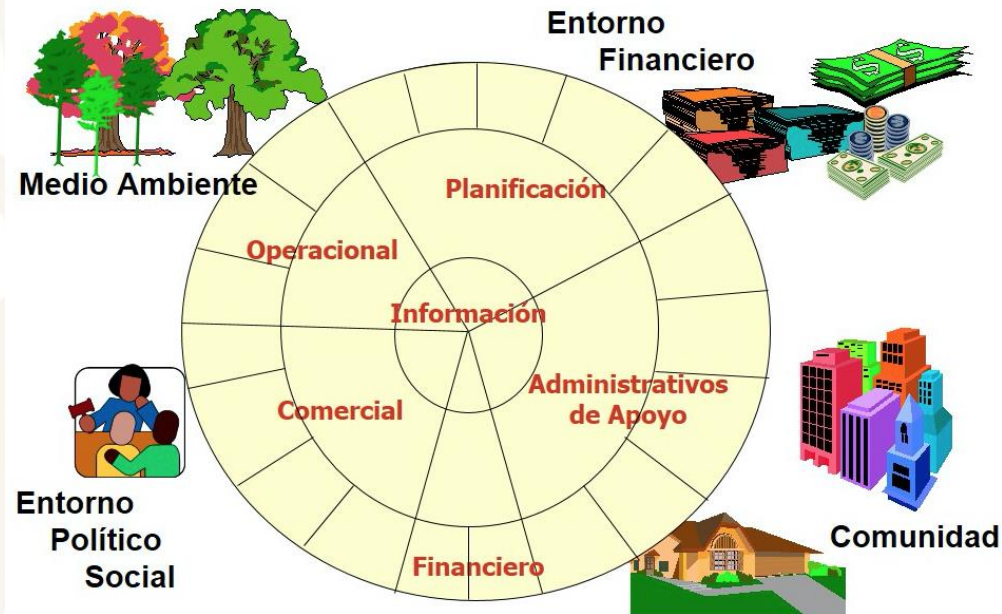 Entorno
Financiero
Medio Ambiente
Planificación
Operacional
Información
Administrativos
de Apoyo
Comercial
Entorno
Político
Social
Comunidad
Financiero